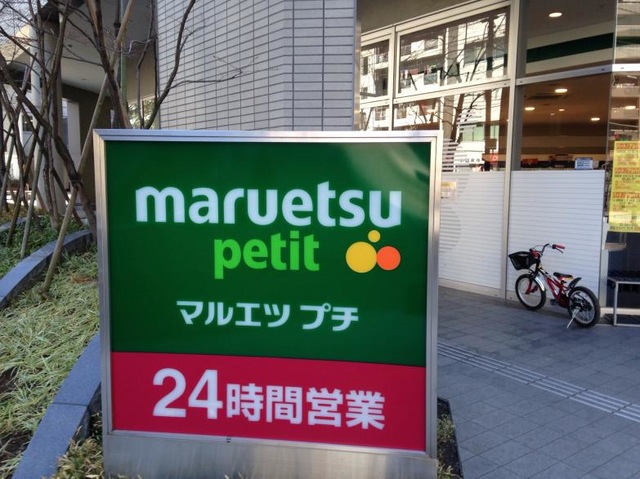 maruetsu
petit
マルエツ プチ
24時間営業